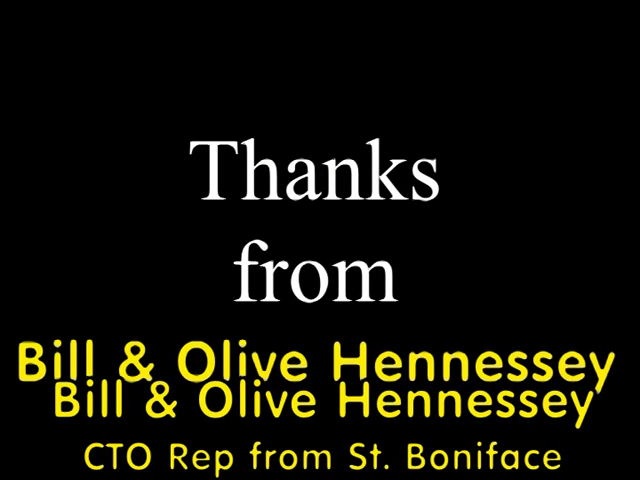 Thanks
from
Bill & Olive Hennessey
Bill & Olive Hennessey
CTO Rep from St. Boniface